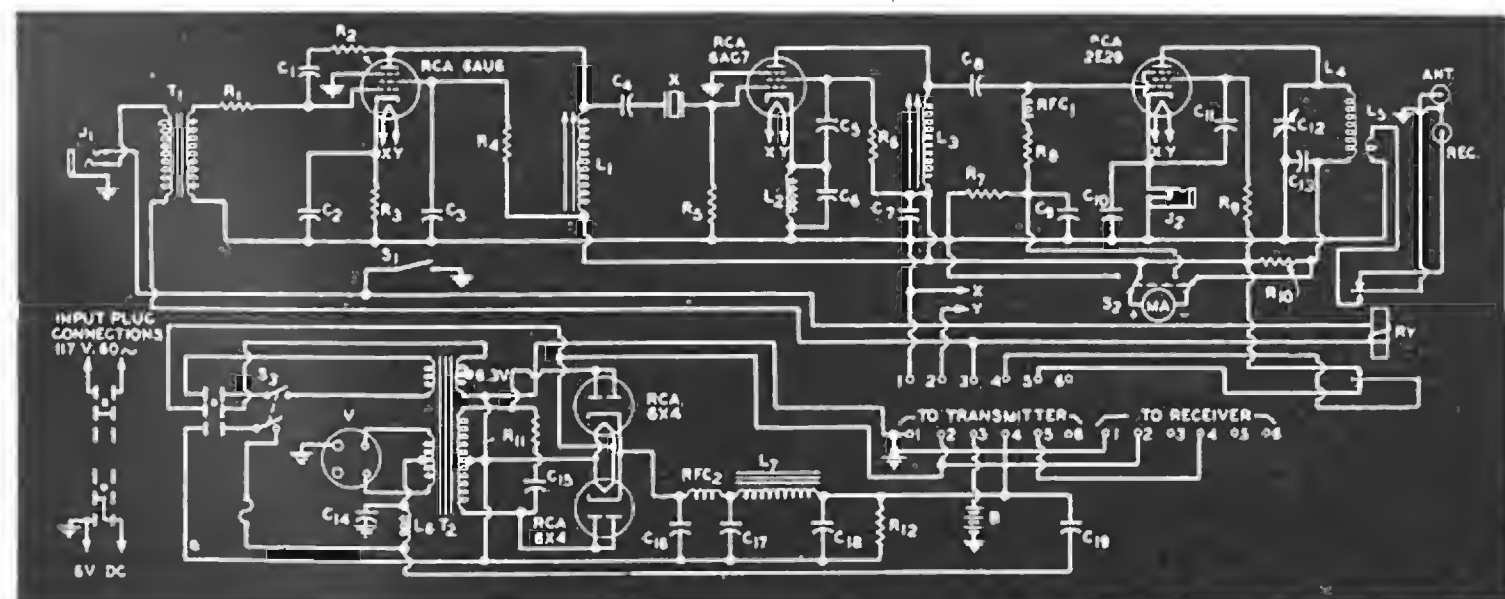 R2
RCA 6AU6
C1
T1
R1
J1
R4
L1
C2
R3
C3
S1
C4
X
RCA
6AG7
X Y
R5
L2
C5
C6
R6
C7
L3
C8
RFC1
R8
R7
C9
C10
RCA
2E26
X Y
C11
J2
R9
C12
C13
L4
L5
ANT.
REC.
R10
S2
+ MA -
X
Y
RY
1 2 3 4 5 6
INPUT PLUG
CONNECTIONS
117 V. 60~
6V DC
S3
V
C14
L6
T2
6.3V
R11
C15
RCA
6X4
RCA
6X4
RFC2
L7
C16
C17
C18
R12
B
C19
TO TRANSMITTER
TO RECEIVER
1 2 3 4 5 6
1 2 3 4 5 6
X Y